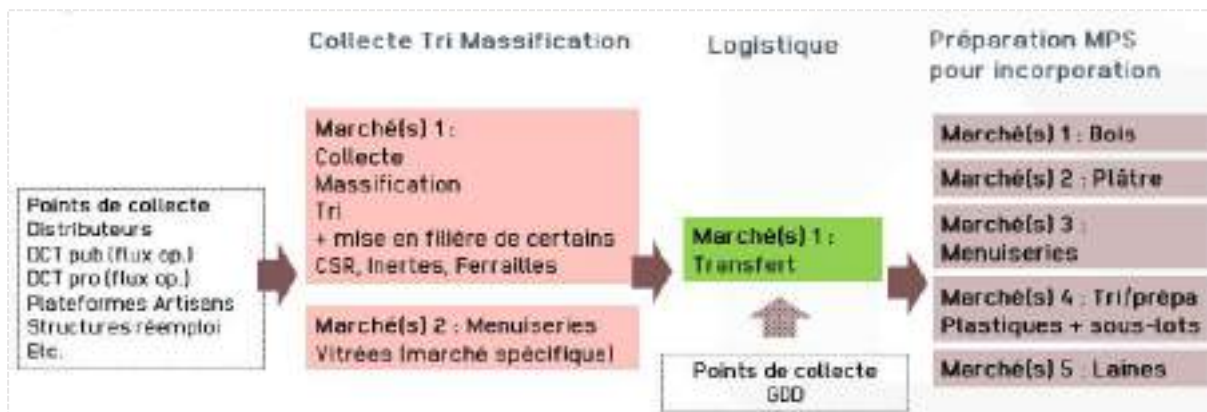 Collecte Tri Massification
Logistique
Préparation MPS
pour incorporation
Points de collecte
Distributeurs
DCT pub (flux op.)
DCT pro (flux op.)
Plateformes Artisans
Structures réemploi
Etc.
Marché(s) 1 :
Collecte
Massification
Tri
+ mise en filière de certains
CSR, Inertes, Ferrailles
Marché(s) 2 : Menuiseries
Vitrées (marché spécifique)
Marché(s) 1 :
Transfert
Points de collecte
GDD
Marché(s) 1 : Bois
Marché(s) 2 : Plâtre
Marché(s) 3 :
Menuiseries
Marché(s) 4 : Tri/prépa
Plastiques + sous-lots
Marché(s) 5 : Laines